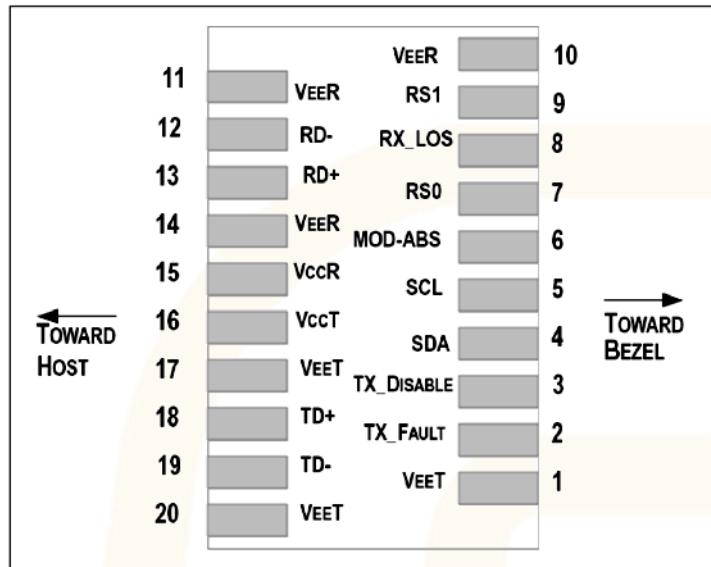 11 VEER
12 RD-
13 RD+
14 VEER
15 VCCR
16 VCCT
17 VEET
18 TD+
19 TD-
20 VEET
TOWARD
HOST
VEER 10
RS1 9
RX_LOS 8
RS0 7
MOD-ABS 6
SCL 5
SDA 4
TX_DISABLE 3
TX_FAULT 2
VEET 1
TOWARD
BEZEL